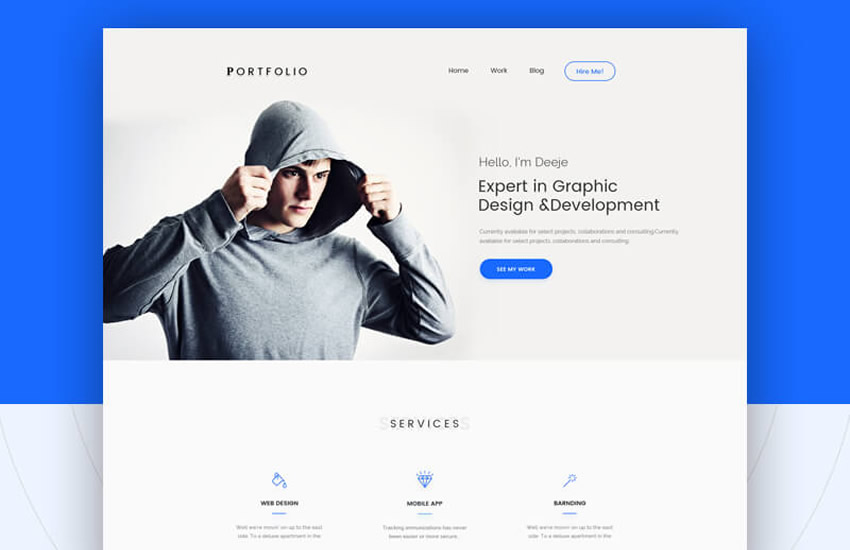 PORTFOLIO
Home Work Blog Hire Me!
Hello, I'm Deeje
Expert in Graphic
Design &Development
Currently available for select projects, collaborations and consulting.Currently
available for select projects, collaborations and consulting.
SEE MY WORK
SERVICES
WEB DESIGN MOBILE APP BARNDING
Well, we're movin' on up to the east Tracking ammunizations has never Well, we're movin' on up to the east
side. To a deluxe apartment in the been easier or more secure. side. To a deluxe apartment in the